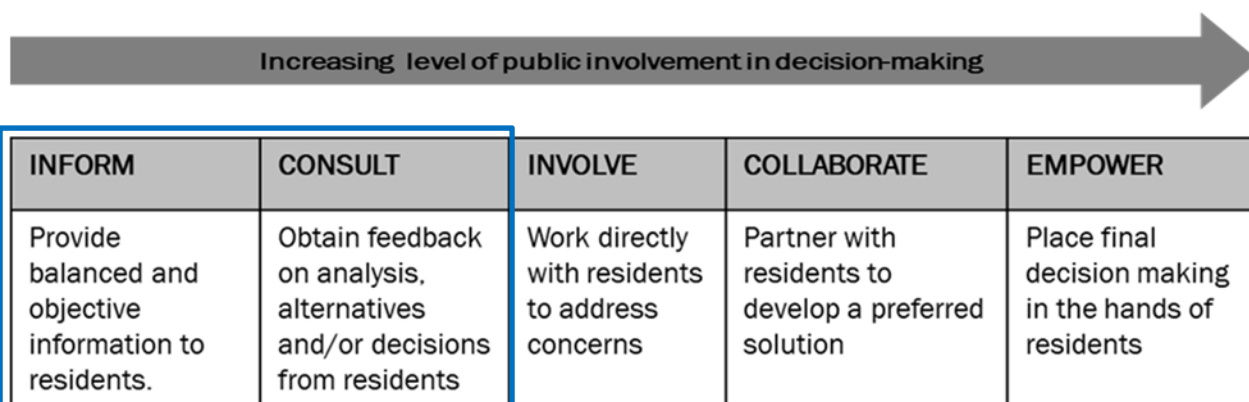 Increasing level of public involvement in decision-making
INFORM
Provide
balanced and
objective
information to
residents.
CONSULT
Obtain feedback
on analysis,
alternatives
and/or decisions
from residents
INVOLVE
Work directly
with residents
to address
concerns
COLLABORATE
Partner with
residents to
develop a preferred
solution
EMPOWER
Place final
decision making
in the hands of
residents